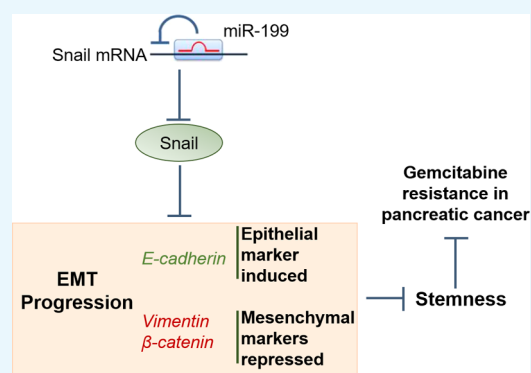 miR-199
Snail mRNA
Snail
Gemcitabine
resistance in
pancreatic cancer
EMT
Progression
E-cadherin
Epithelial
marker
induced
Vimentin
β-catenin
Mesenchymal
markers
repressed
Stemness